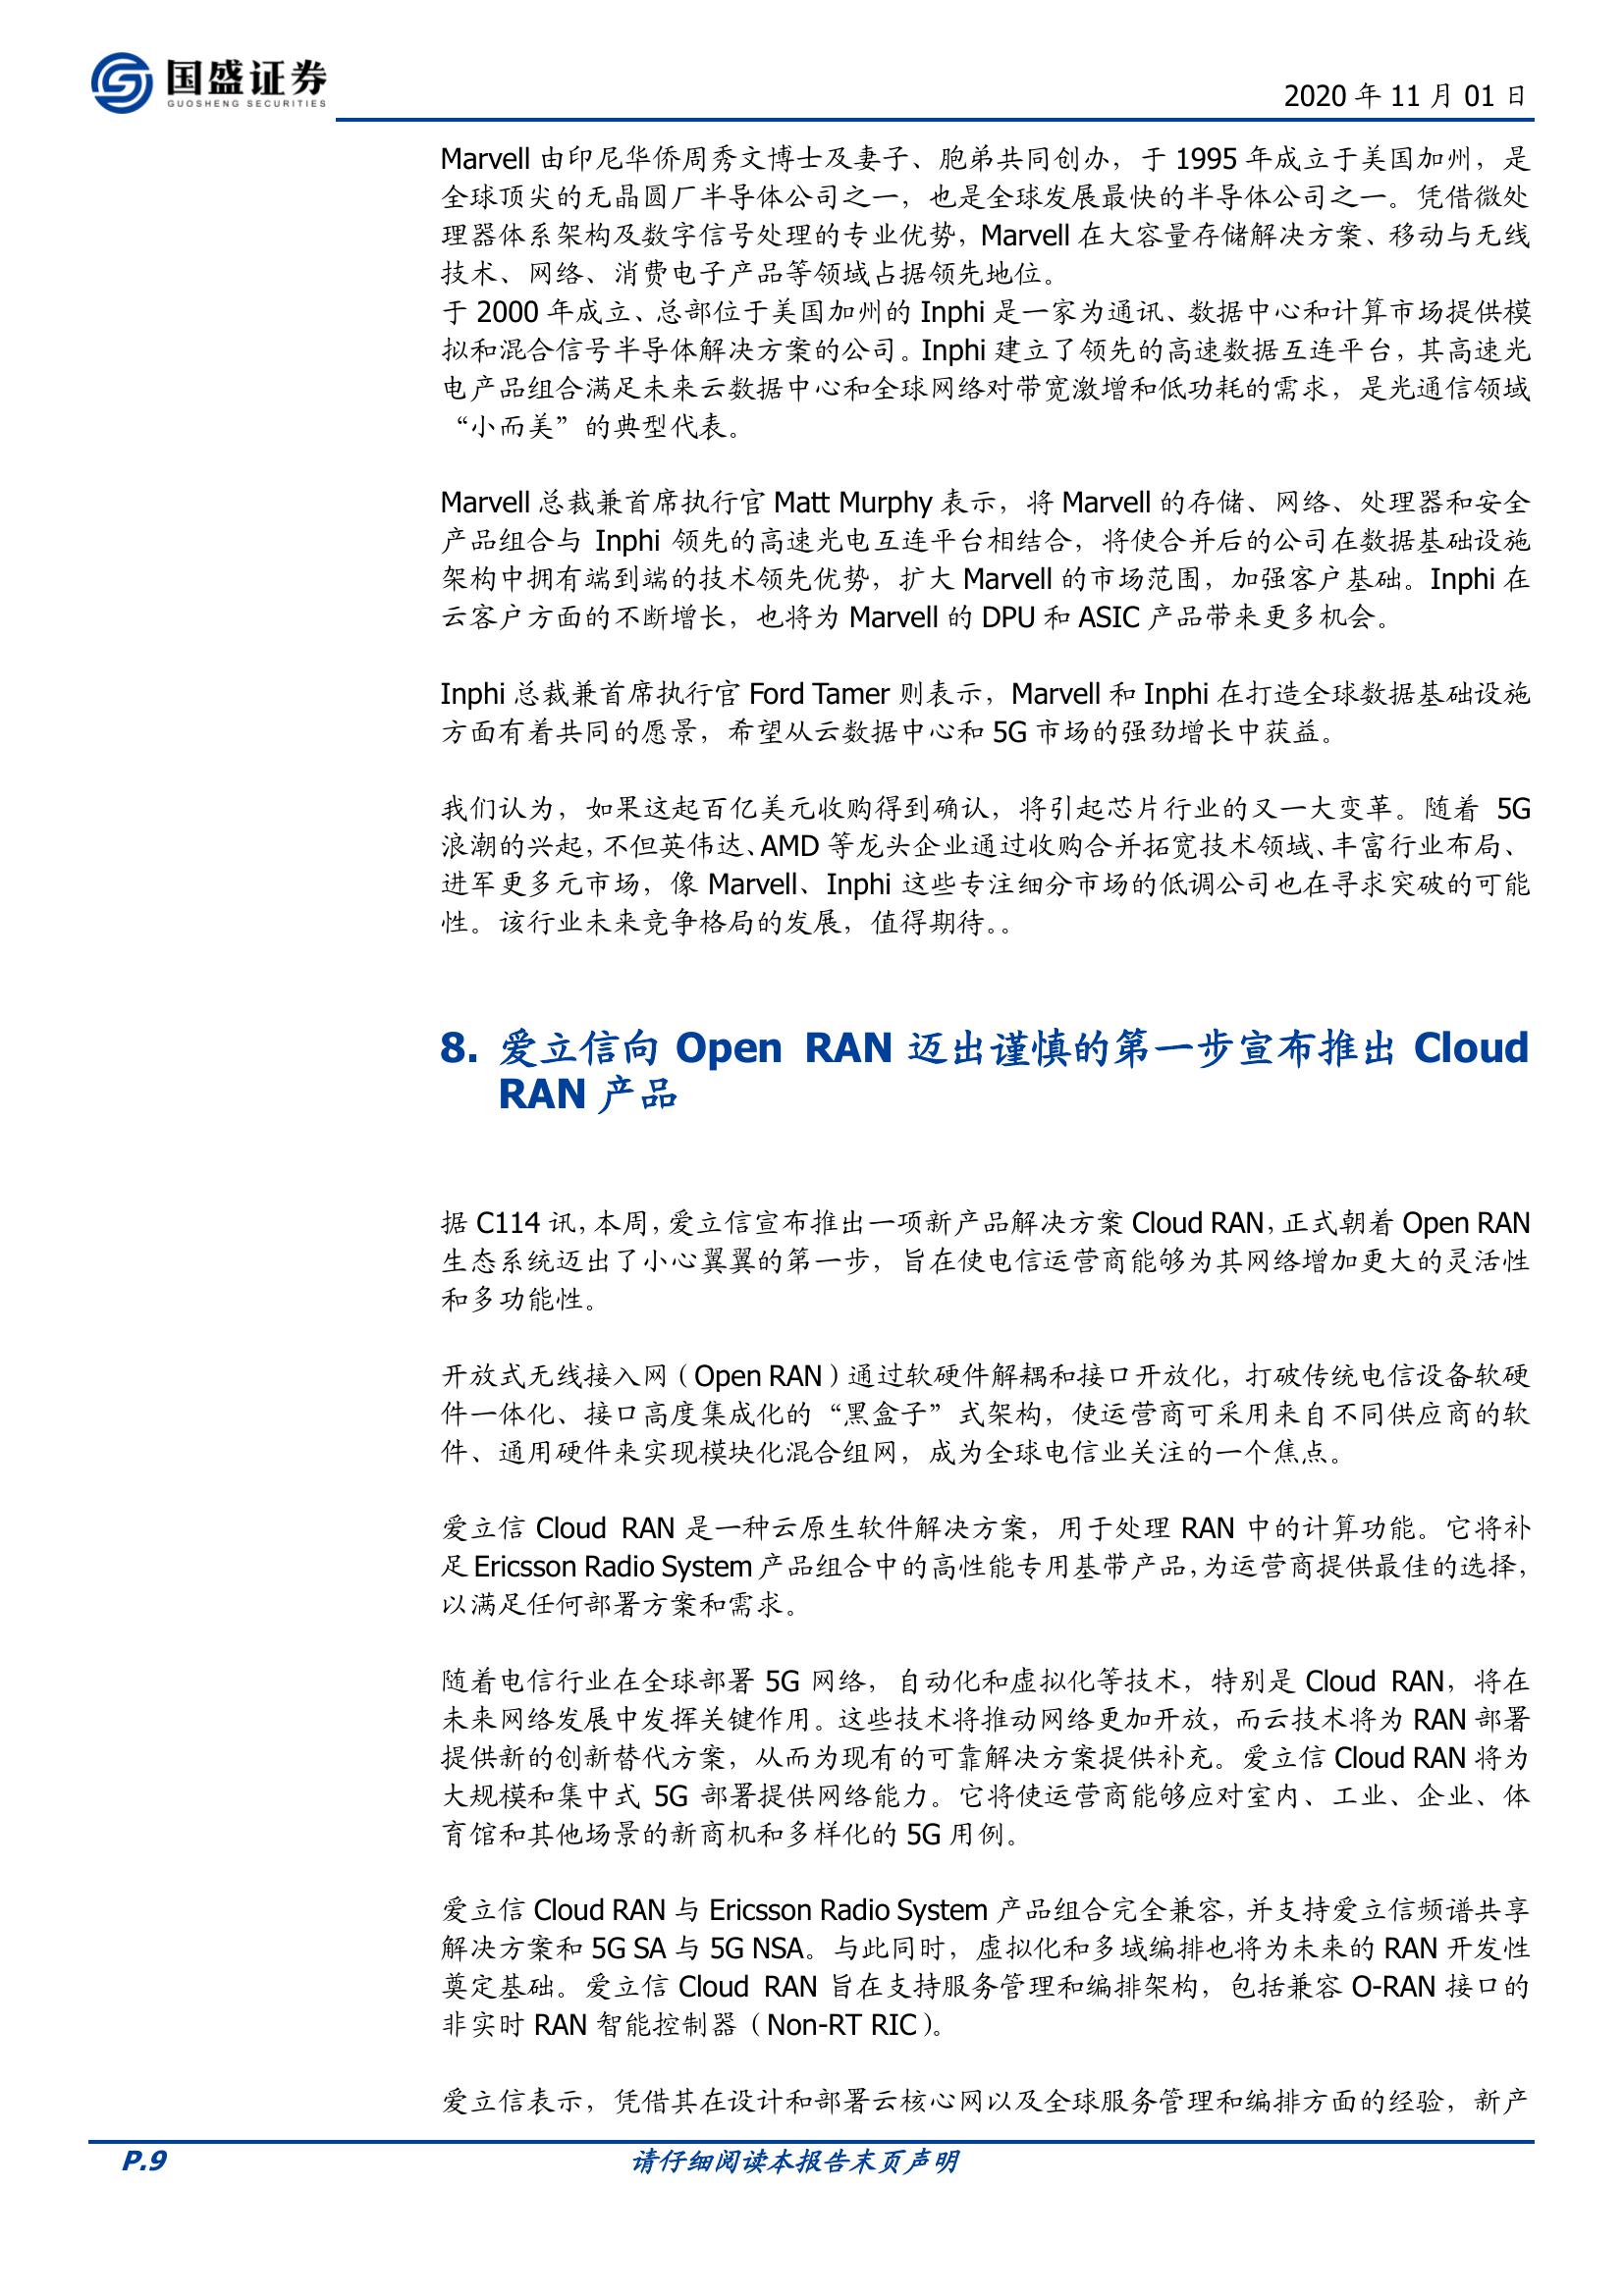 国盛证券
GUOSHENG SECURITIES
2020 年 11 月 01 日
Marvell 由印尼华侨周秀文博士及妻子、胞弟共同创办，于 1995 年成立于美国加州，是
全球顶尖的无晶圆厂半导体公司之一，也是全球发展最快的半导体公司之一。凭借微处
理器体系架构及数字信号处理的专业优势，Marvell 在大容量存储解决方案、移动与无线
技术、网络、消费电子产品等领域占据领先地位。
于 2000 年成立、总部位于美国加州的 Inphi 是一家为通讯、数据中心和计算市场提供模
拟和混合信号半导体解决方案的公司。Inphi 建立了领先的高速数据互连平台，其高速光
电产品组合满足未来云数据中心和全球网络对带宽激增和低功耗的需求，是光通信领域
“小而美”的典型代表。
Marvell 总裁兼首席执行官 Matt Murphy 表示，将 Marvell 的存储、网络、处理器和安全
产品组合与 Inphi 领先的高速光电互连平台相结合，将使合并后的公司在数据基础设施
架构中拥有端到端的技术领先优势，扩大 Marvell 的市场范围，加强客户基础。Inphi 在
云客户方面的不断增长，也将为 Marvell 的 DPU 和 ASIC 产品带来更多机会。
Inphi 总裁兼首席执行官 Ford Tamer 则表示，Marvell 和 Inphi 在打造全球数据基础设施
方面有着共同的愿景，希望从云数据中心和 5G 市场的强劲增长中获益。
我们认为，如果这起百亿美元收购得到确认，将引起芯片行业的又一大变革。随着 5G
浪潮的兴起，不但英伟达、AMD 等龙头企业通过收购合并拓宽技术领域、丰富行业布局、
进军更多元市场，像 Marvell、Inphi 这些专注细分市场的低调公司也在寻求突破的可能
性。该行业未来竞争格局的发展，值得期待。。
8. 爱立信向 Open RAN 迈出谨慎的第一步宣布推出 Cloud
RAN 产品
据 C114 讯，本周，爱立信宣布推出一项新产品解决方案 Cloud RAN，正式朝着 Open RAN
生态系统迈出了小心翼翼的第一步，旨在使电信运营商能够为其网络增加更大的灵活性
和多功能性。
开放式无线接入网（Open RAN）通过软硬件解耦和接口开放化，打破传统电信设备软硬
件一体化、接口高度集成化的“黑盒子”式架构，使运营商可采用来自不同供应商的软
件、通用硬件来实现模块化混合组网，成为全球电信业关注的一个焦点。
爱立信 Cloud RAN 是一种云原生软件解决方案，用于处理 RAN 中的计算功能。它将补
足 Ericsson Radio System 产品组合中的高性能专用基带产品，为运营商提供最佳的选择，
以满足任何部署方案和需求。
随着电信行业在全球部署 5G 网络，自动化和虚拟化等技术，特别是 Cloud RAN，将在
未来网络发展中发挥关键作用。这些技术将推动网络更加开放，而云技术将为 RAN 部署
提供新的创新替代方案，从而为现有的可靠解决方案提供补充。爱立信 Cloud RAN 将为
大规模和集中式 5G 部署提供网络能力。它将使运营商能够应对室内、工业、企业、体
育馆和其他场景的新商机和多样化的 5G 用例。
爱立信 Cloud RAN 与 Ericsson Radio System 产品组合完全兼容，并支持爱立信频谱共享
解决方案和 5G SA 与 5G NSA。与此同时，虚拟化和多域编排也将为未来的 RAN 开发性
奠定基础。爱立信 Cloud RAN 旨在支持服务管理和编排架构，包括兼容 O-RAN 接口的
非实时 RAN 智能控制器（Non-RT RIC）。
爱立信表示，凭借其在设计和部署云核心网以及全球服务管理和编排方面的经验，新产
P.9
请仔细阅读本报告末页声明